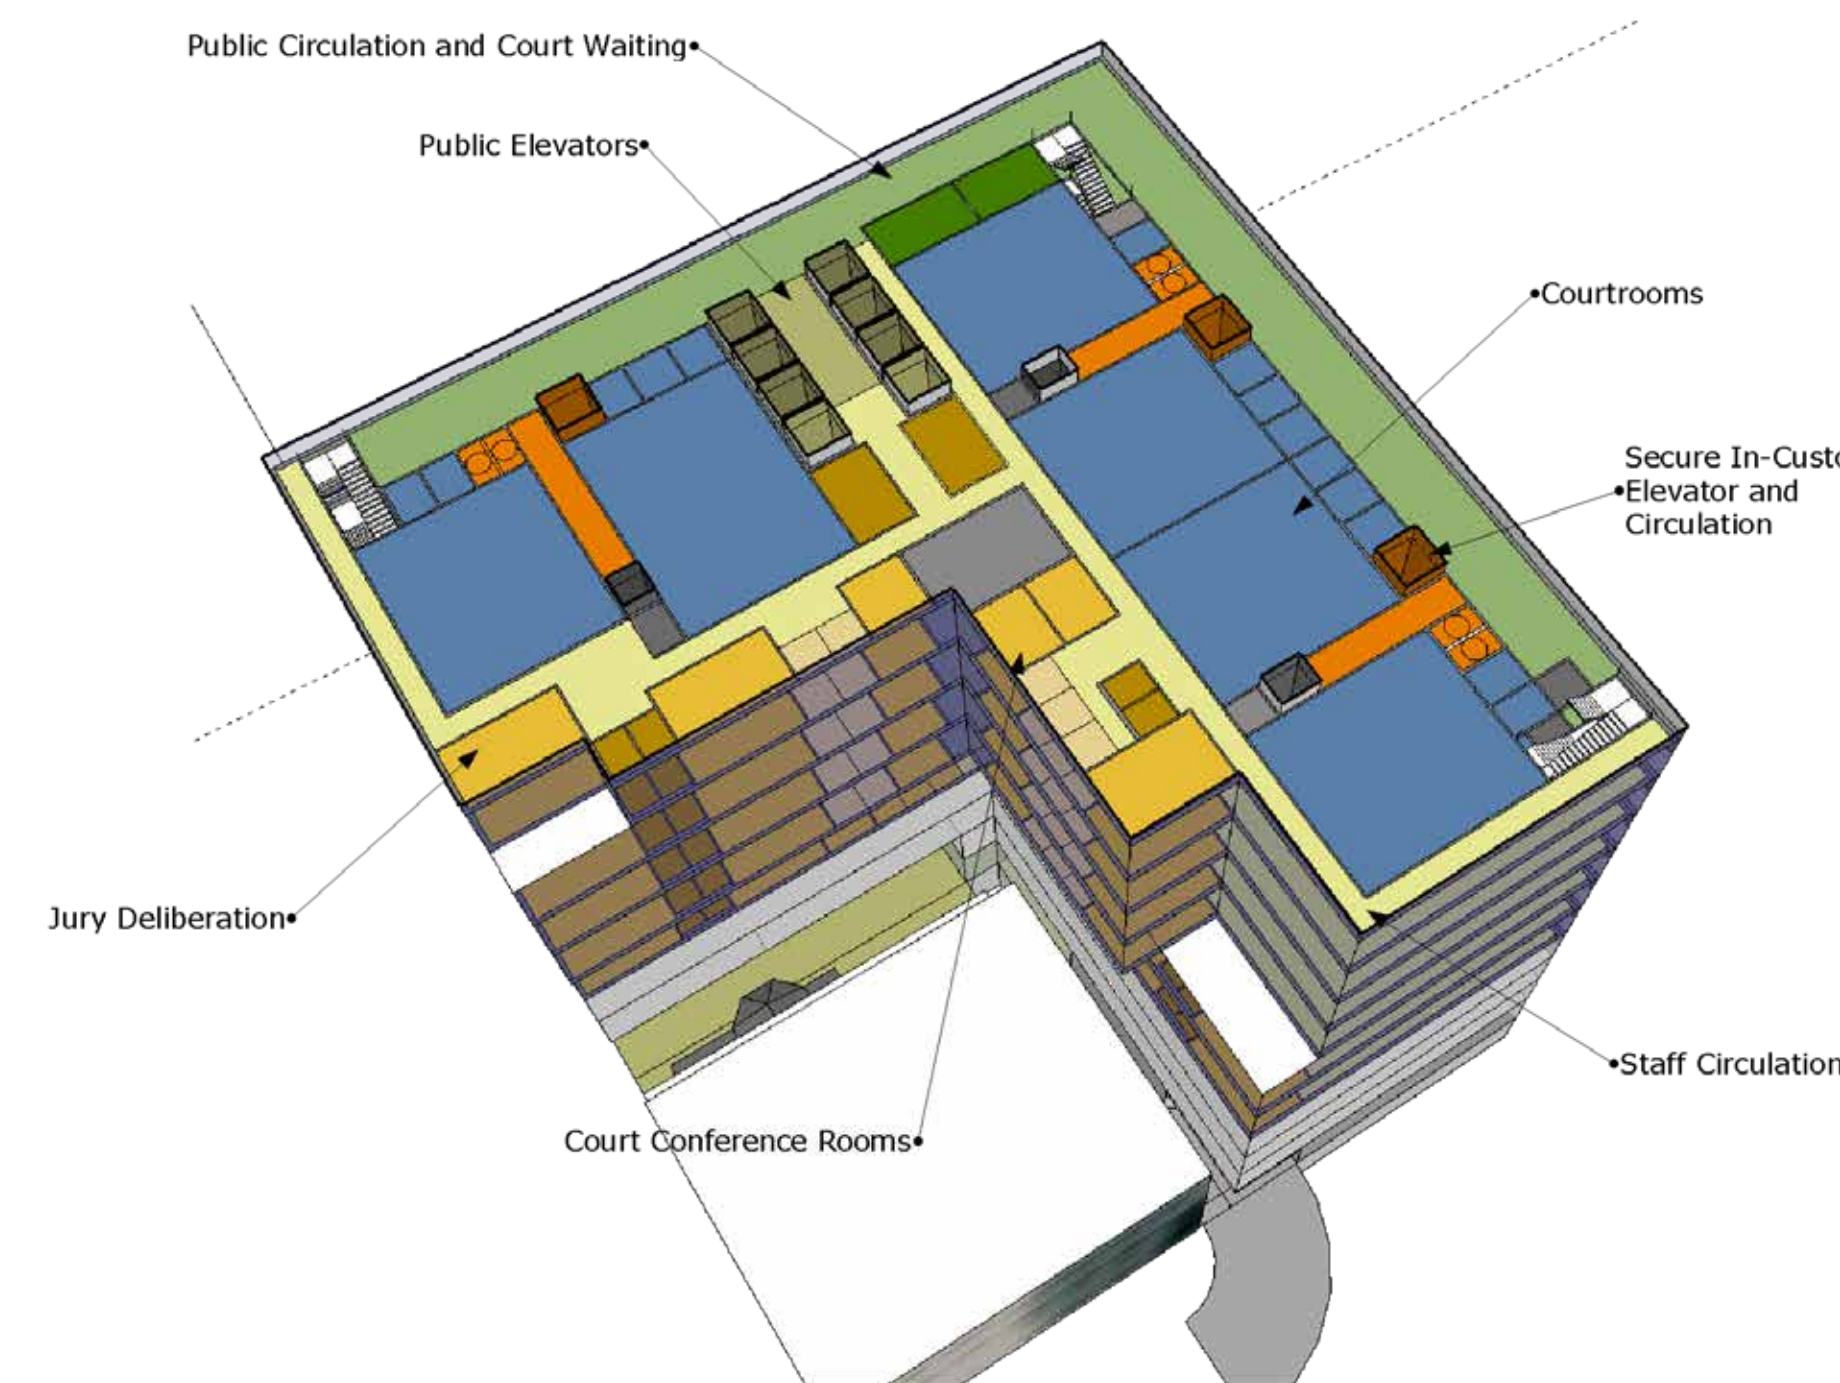 Public Circulation and Court Waiting
Public Elevators
Courtrooms
Secure In-Custo
Elevator and
Circulation
Jury Deliberation
Staff Circulation
Court Conference Rooms